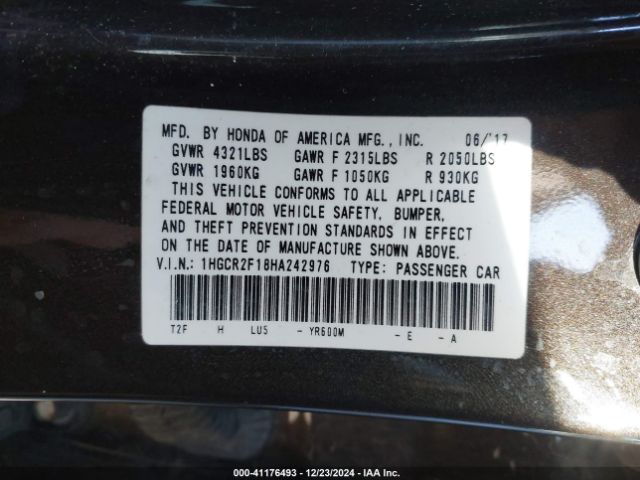 MFD. BY HONDA OF AMERICA MFG., INC. 06/'17
GVWR 4321LBS GAWR F 2315LBS R 2050LBS
GVWR 1960KG GAWR F 1050KG R 930KG
THIS VEHICLE CONFORMS TO ALL APPLICABLE
FEDERAL MOTOR VEHICLE SAFETY, BUMPER,
AND THEFT PREVENTION STANDARDS IN EFFECT
ON THE DATE OF MANUFACTURE SHOWN ABOVE.
V.I.N.: 1HGCR2F18HA242976 TYPE: PASSENGER CAR
T2F H LU5 - YR600M - E - A
000-41176493 - 12/23/2024 - IAAI.COM